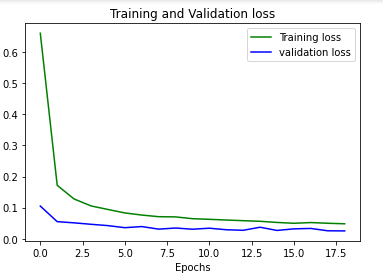 Training and Validation loss
Training loss
validation loss
0.6
0.5
0.4
0.3
0.2
0.1
0.0
0.0 2.5 5.0 7.5 10.0 12.5 15.0 17.5
Epochs